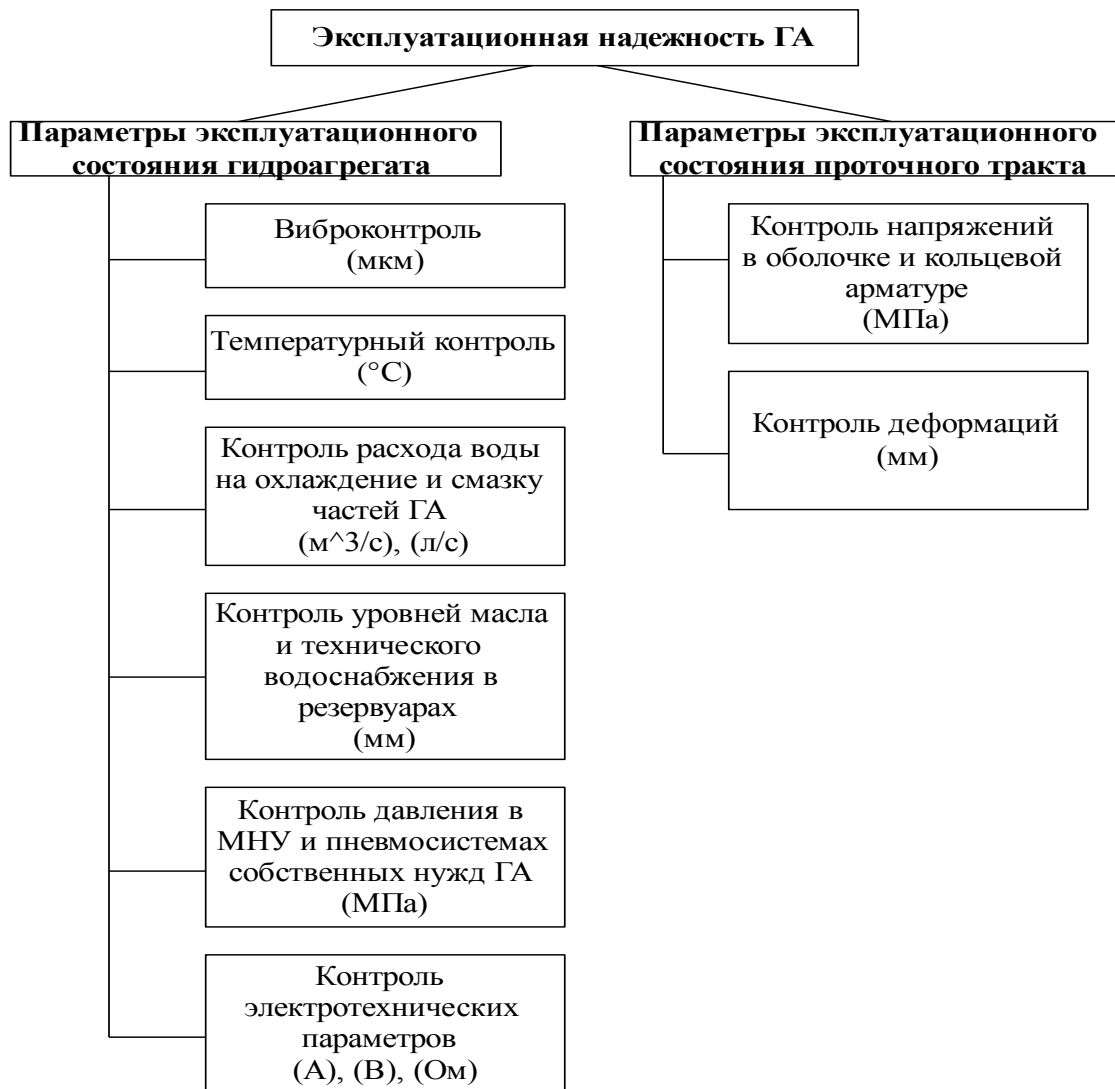 Эксплуатационная надежность ГА
Параметры эксплуатационного
состояния гидроагрегата
Виброконтроль
(мкм)
Температурный контроль
(°С)
Контроль расхода воды
на охлаждение и смазку
частей ГА
(м^3/с), (л/с)
Контроль уровней масла
и технического
водоснабжения в
резервуарах
(мм)
Контроль давления в
МНУ и пневмосистемах
собственных нужд ГА
(МПа)
Контроль
электротехнических
параметров
(А), (В), (Ом)
Параметры эксплуатационного
состояния проточного тракта
Контроль напряжений
в оболочке и кольцевой
арматуре
(МПа)
Контроль деформаций
(мм)